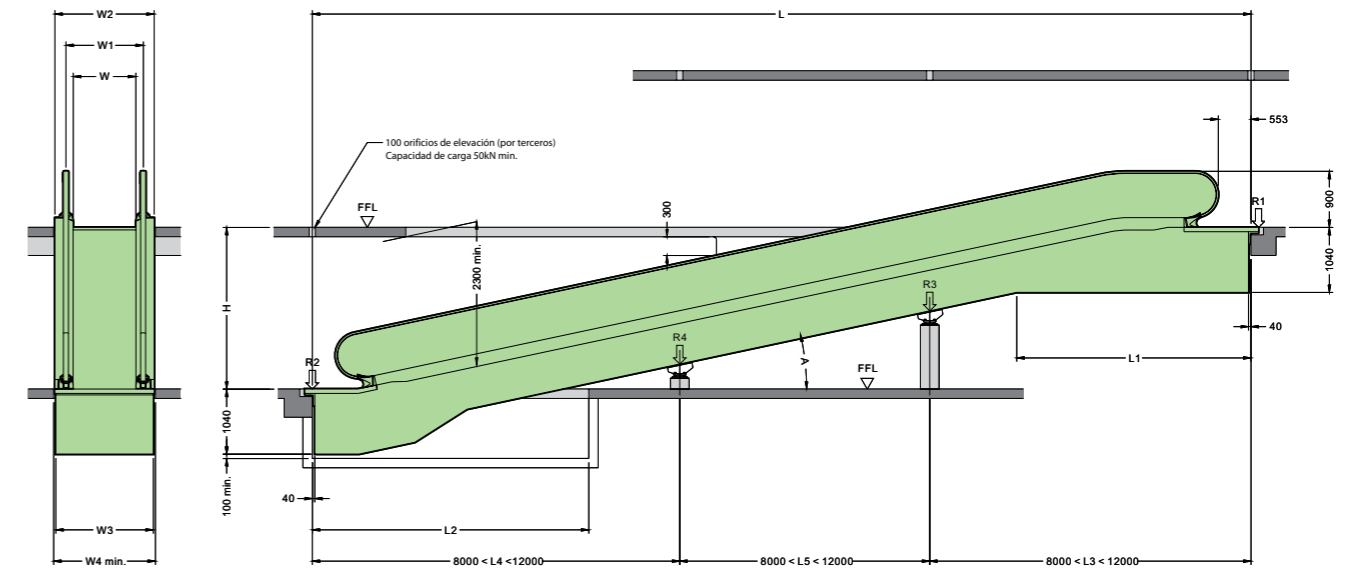 W2
W1
W
L
553
100 orificios de elevación (por terceros)
Capacidad de carga 50kN min.
FFL
300
2300 min.
H
R1
900
1040
R3
R4
A
FFL
R2
40
L1
1040
100 min.
40
L2
W3
W4 min.
8000 < L4 <12000
8000 < L5 < 12000
8000 < L3 < 12000